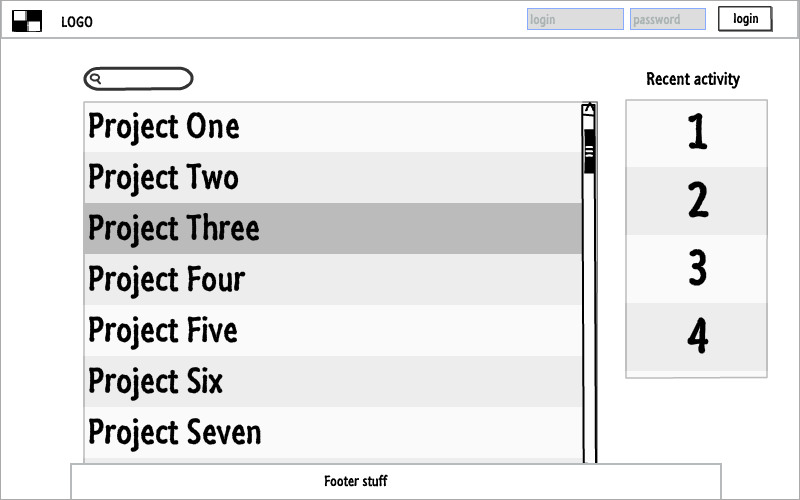 LOGO
login
password
login
Recent activity
Project One
Project Two
Project Three
Project Four
Project Five
Project Six
Project Seven
1
2
3
4
Footer stuff